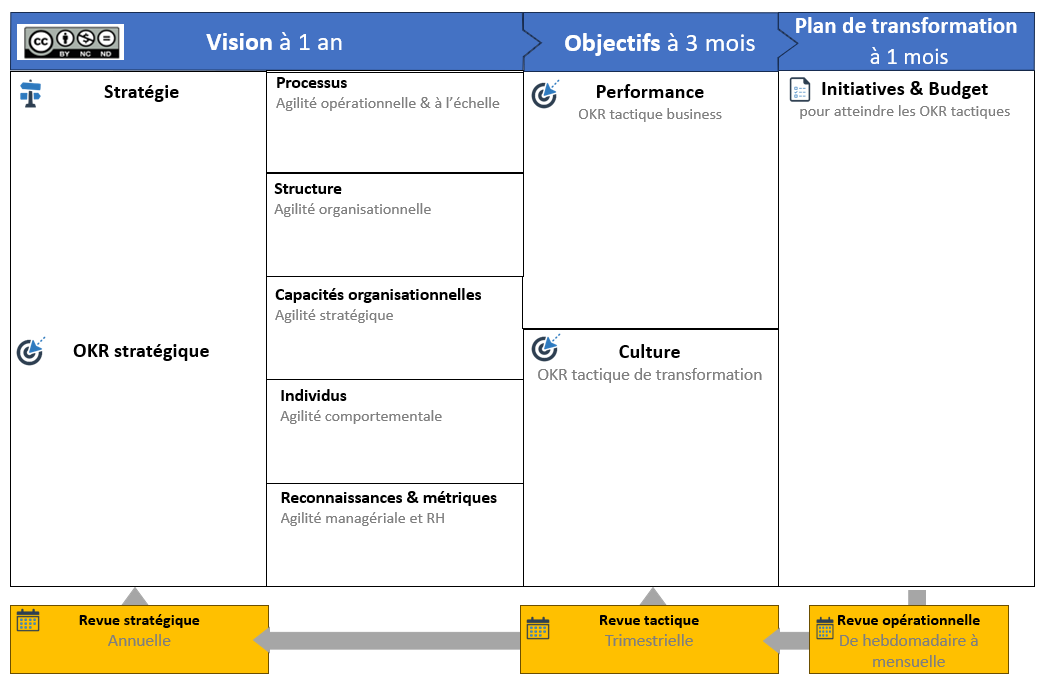 cc
BY NC ND
Vision à 1 an
Objectifs à 3 mois
Plan de transformation
à 1 mois
Stratégie
OKR stratégique
Processus
Agilité opérationnelle & à l'échelle
Structure
Agilité organisationnelle
Capacités organisationnelles
Agilité stratégique
Individus
Agilité comportementale
Reconnaissances & métriques
Agilité managériale et RH
Performance
OKR tactique business
Culture
OKR tactique de transformation
Initiatives & Budget
pour atteindre les OKR tactiques
Revue stratégique
Annuelle
Revue tactique
Trimestrielle
Revue opérationnelle
De hebdomadaire à
mensuelle